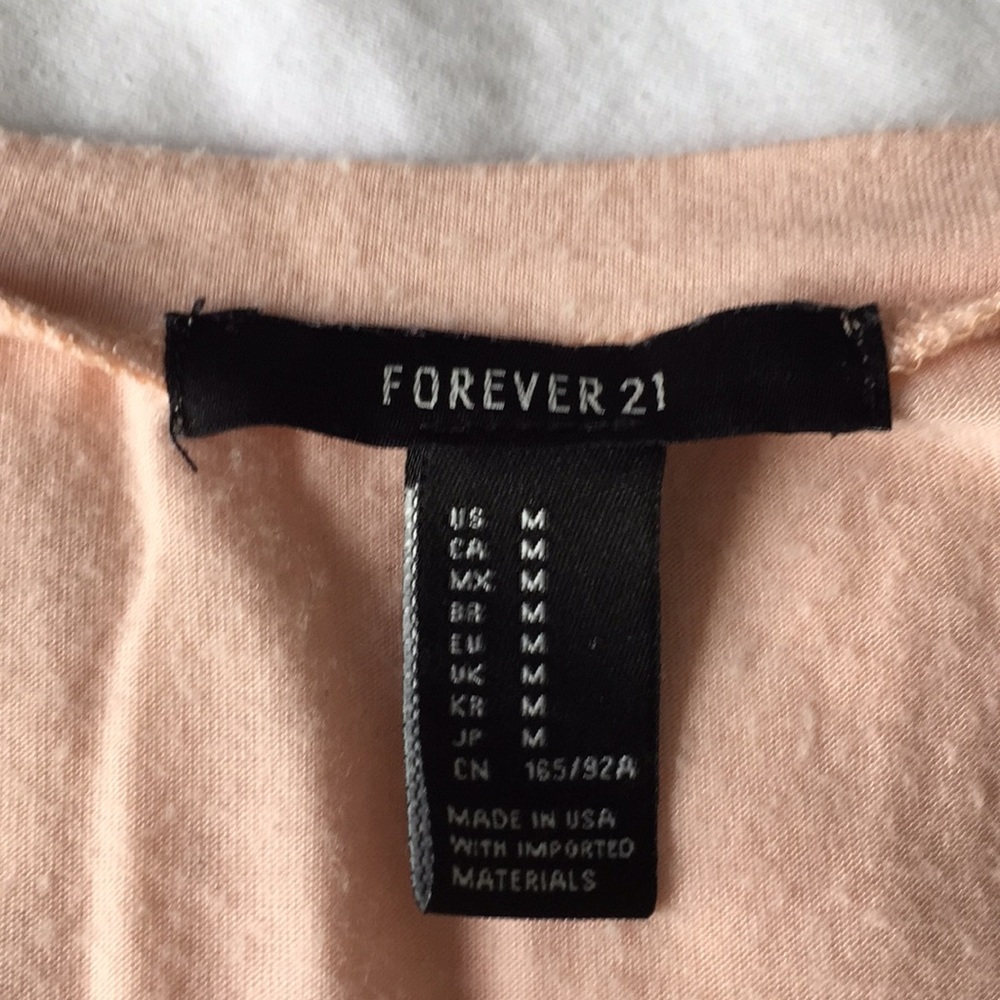 FOREVER 21
US M
CA M
MX M
BR M
EU M
UK M
KR M
JP M
CN 165/92A
MADE IN USA
WITH IMPORTED
MATERIALS